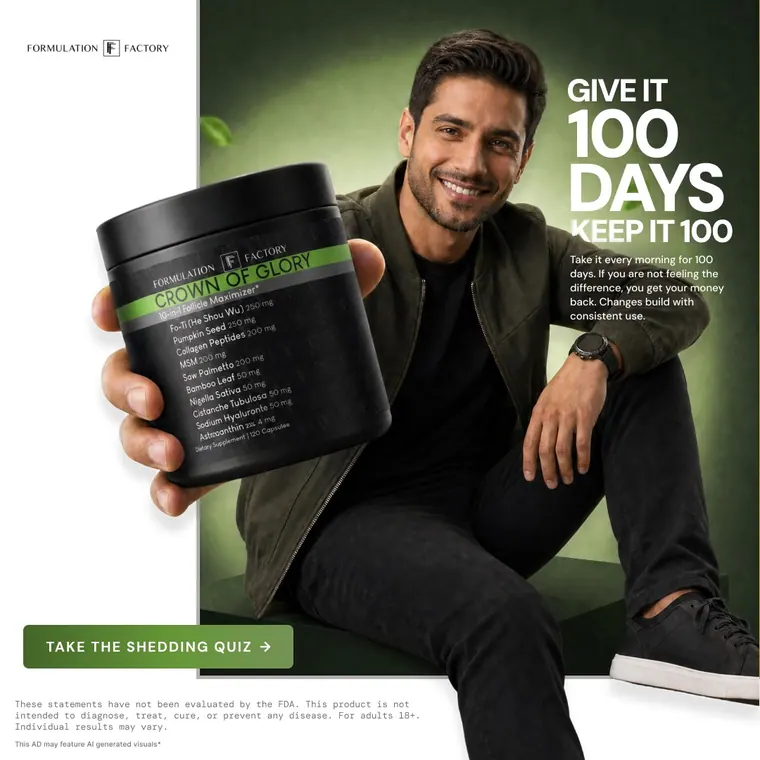 FORMULATION F FACTORY
GIVE IT
100
DAYS
KEEP IT 100
Take it every morning for 100
days. If you are not feeling the
difference, you get your money
back. Changes build with
consistent use.
FORMULATION F FACTORY
CROWN OF GLORY
10-in-1 Follicle Maximizer*
Fo-Ti (He Shou Wu) 250 mg
Pumpkin Seed 250 mg
Collagen Peptides 200 mg
MSM 200 mg
Saw Palmetto 200 mg
Bamboo Leaf 50 mg
Nigella Sativa 50 mg
Cistanche Tubulosa 50 mg
Sodium Hyaluronte 50 mg
Astaxanthin 4 mg
Dietary Supplement | 120 Capsules
TAKE THE SHEDDING QUIZ →
These statements have not been evaluated by the FDA. This product is not
intended to diagnose, treat, cure, or prevent any disease. For adults 18+.
Individual results may vary.
This AD may feature AI generated visuals*